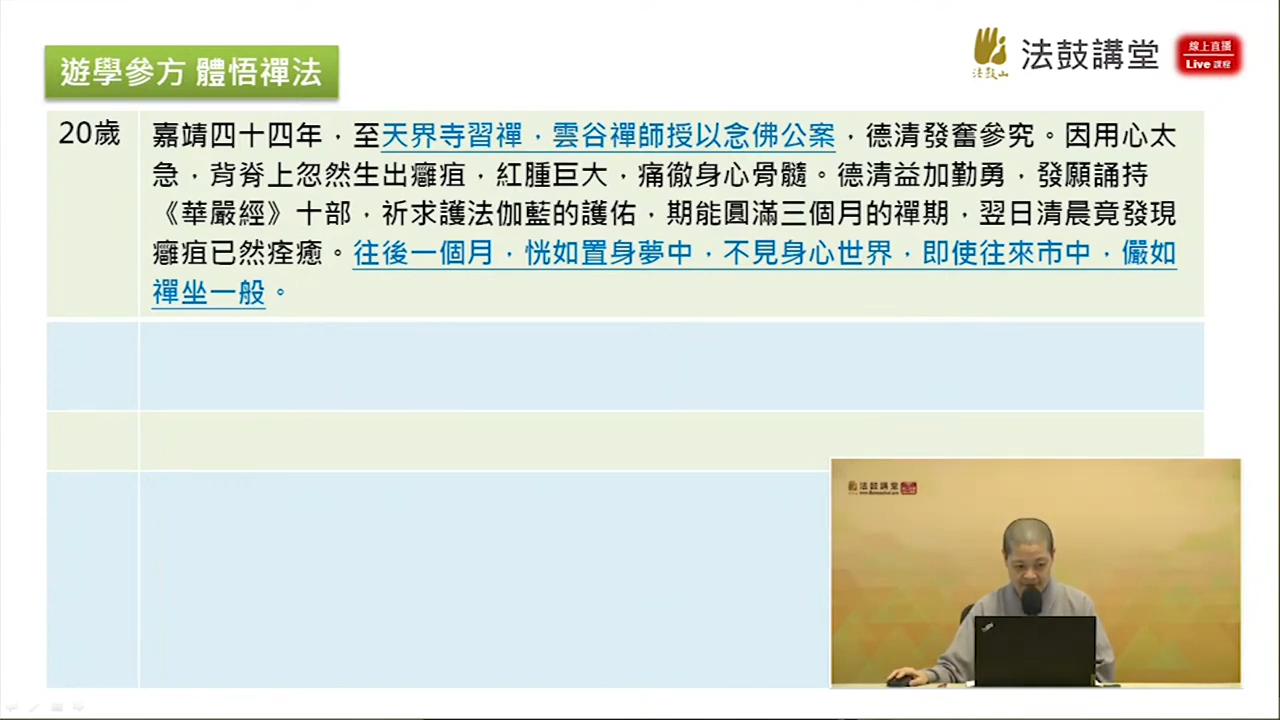 遊學參方 體悟禪法
法鼓山
法鼓講堂
線上直播
Live 課程
20歲
嘉靖四十四年，至天界寺習禪，雲谷禪師授以念佛公案，德清發奮參究。因用心太
急，背脊上忽然生出癰疽，紅腫巨大，痛徹身心骨髓。德清益加勤勇，發願誦持
《華嚴經》十部，祈求護法伽藍的護佑，期能圓滿三個月的禪期，翌日清晨竟發現
癰疽已然痊癒。往後一個月，恍如置身夢中，不見身心世界，即使往來市中，儼如
禪坐一般。
法鼓講堂